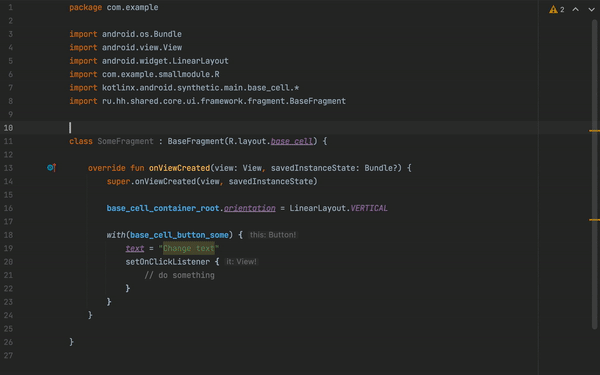 2
1 package com.example
2
3 import android.os.Bundle
4 import android.view.View
5 import android.widget.LinearLayout
6 import com.example.smallmodule.R
7 import kotlinx.android.synthetic.main.base_cell.*
8 import ru.hh.shared.core.ui.framework.fragment.BaseFragment
9
10
11 class SomeFragment : BaseFragment(R.layout.base_cell) {
12
13 override fun onViewCreated(view: View, savedInstanceState: Bundle?) {
14 super.onViewCreated(view, savedInstanceState)
15
16 base_cell_container_root.orientation = LinearLayout.VERTICAL
17
18 with(base_cell_button_some) { this: Button!
19 text = "Change text"
20 setOnClickListener { it: View!
21 // do something
22 }
23 }
24 }
25
26 }
27